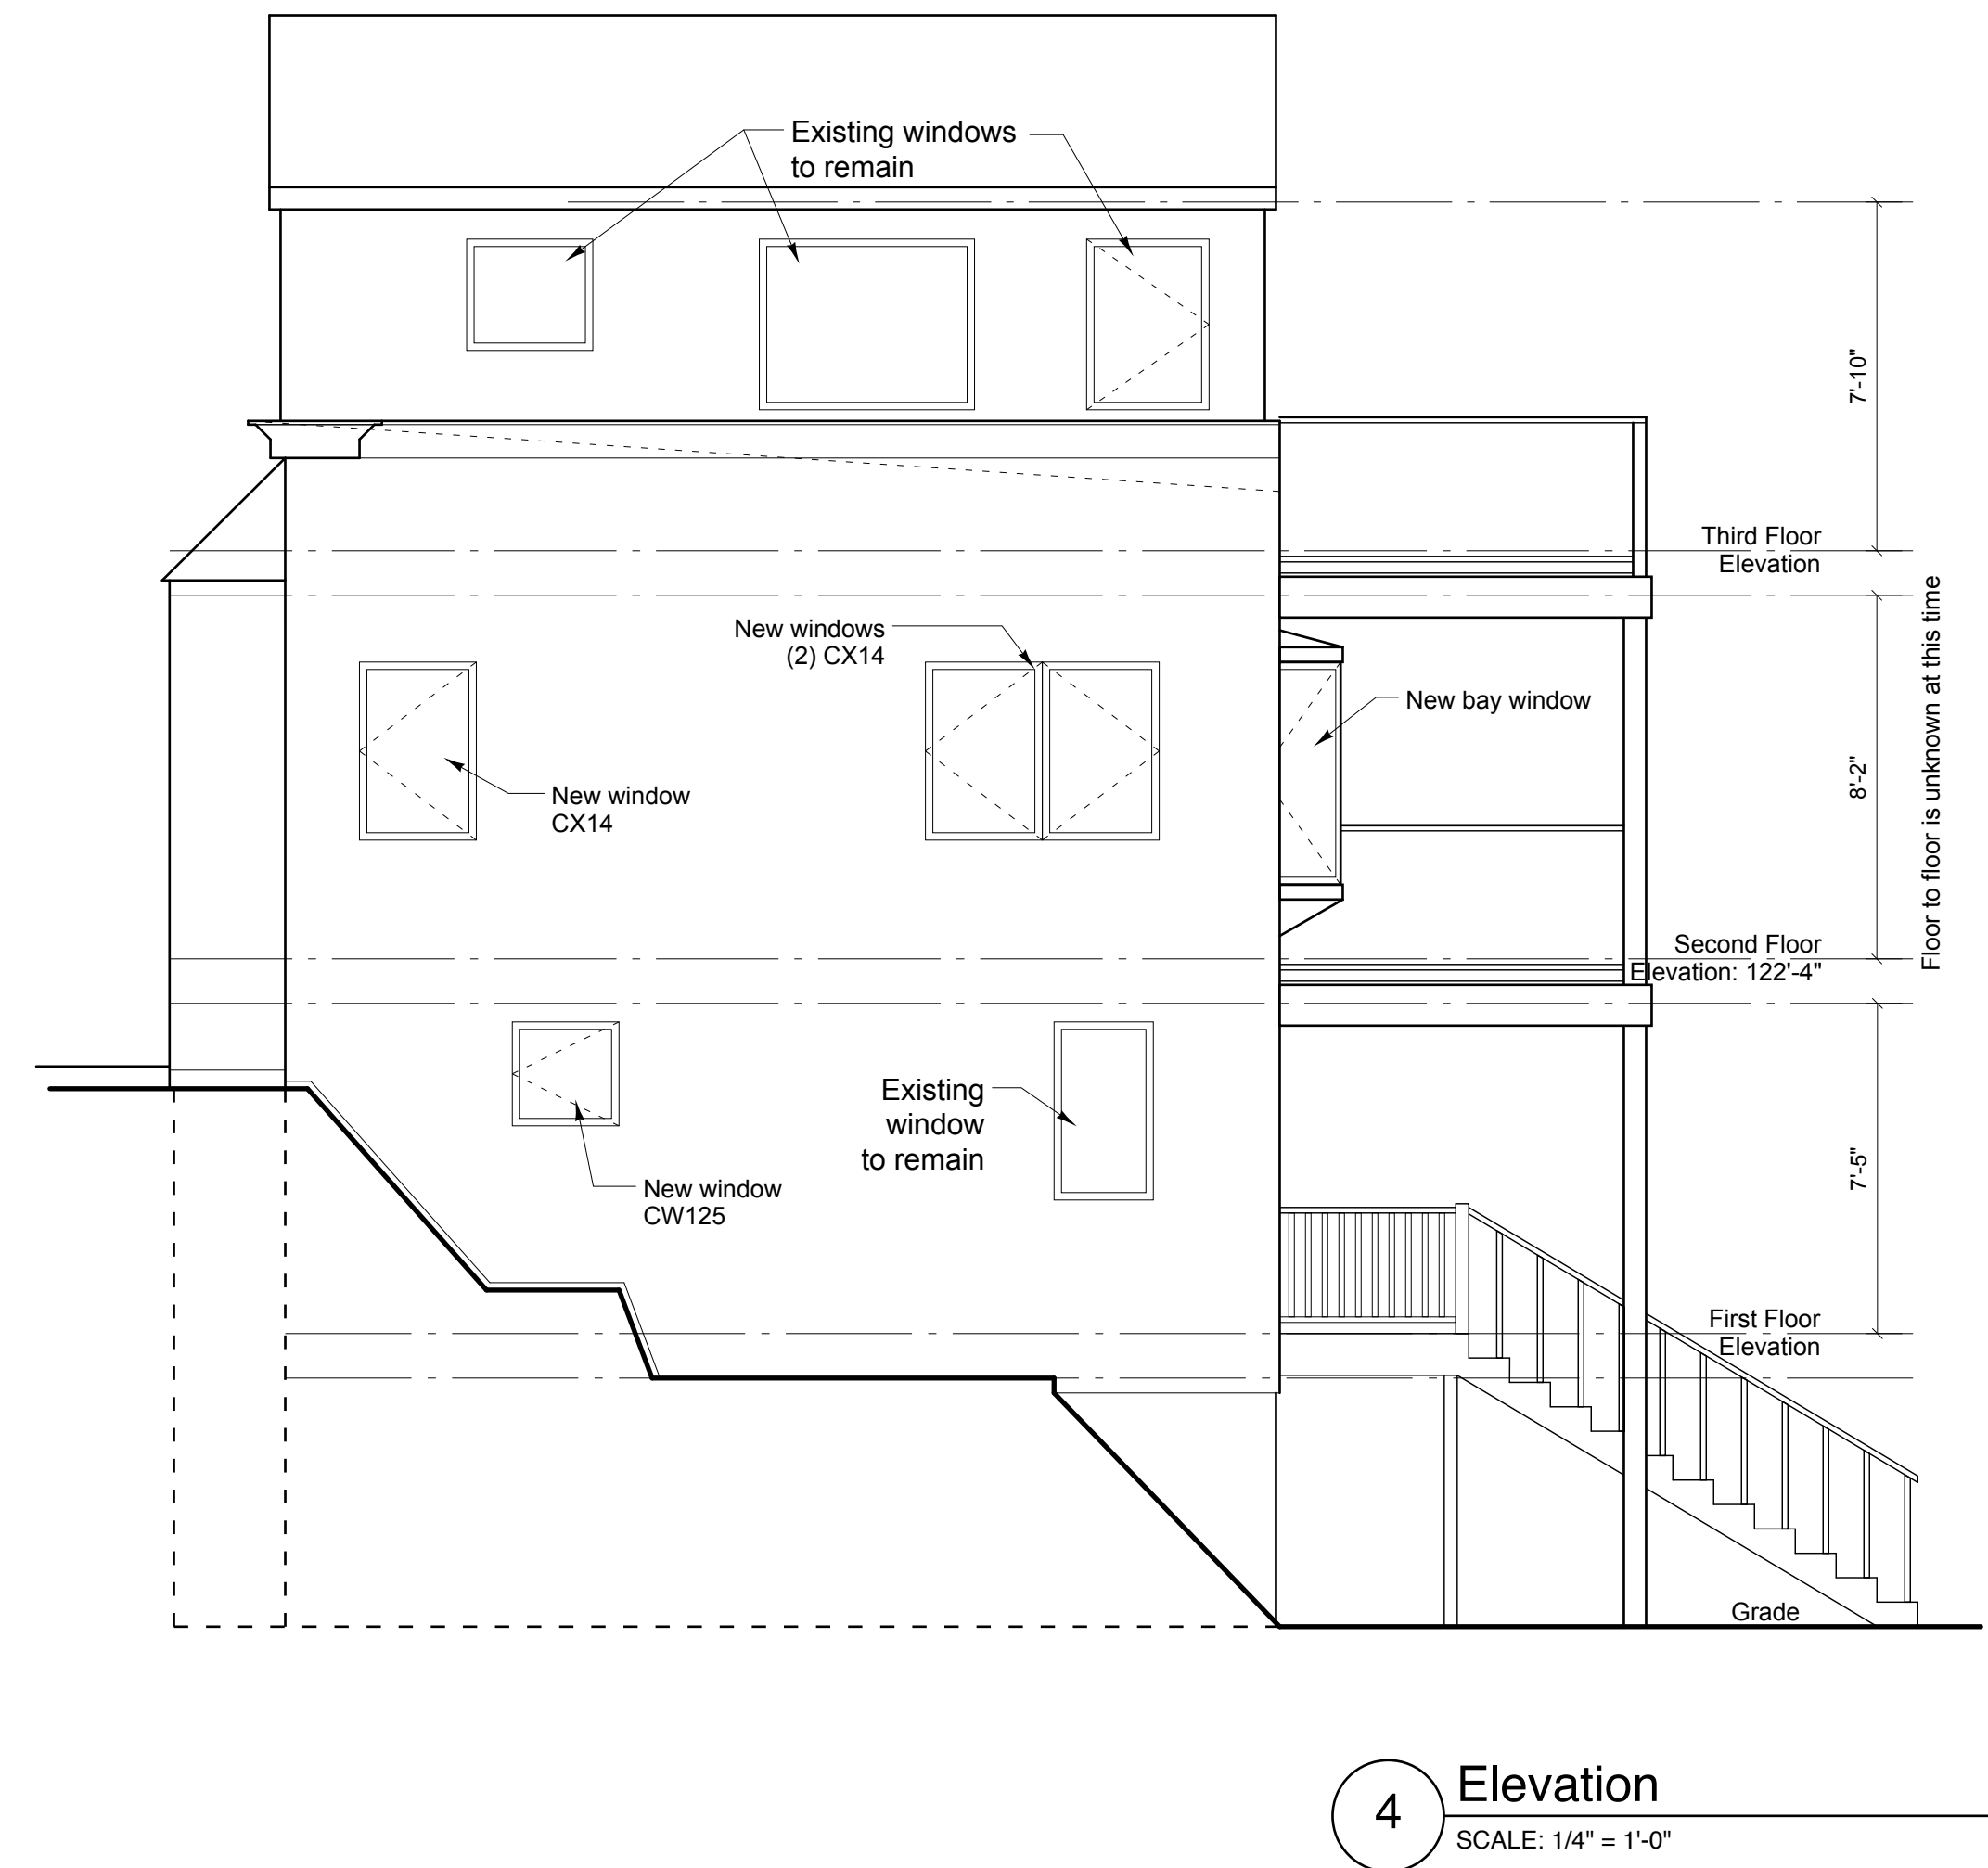 Existing windows
to remain
7'-10"
Third Floor
Elevation
Floor to floor is unknown at this time
New windows
(2) CX14
New bay window
8'-2"
New window
CX14
Second Floor
Elevation: 122'-4"
Existing
window
to remain
7'-5"
New window
CW125
First Floor
Elevation
Grade
4
Elevation
SCALE: 1/4" = 1'-0"